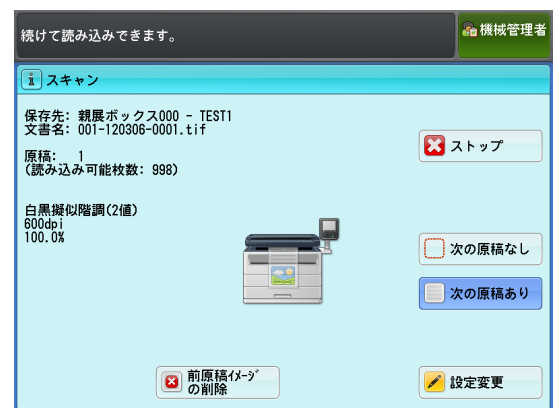 続けて読み込みできます。
機械管理者
i スキャン
保存先: 親展ボックス000 - TEST1
文書名: 001-120306-0001.tif
原稿: 1
(読み込み可能枚数: 998)
ストップ
白黒擬似階調(2値)
600dpi
100.0%
次の原稿なし
次の原稿あり
前原稿イメージ
の削除
設定変更